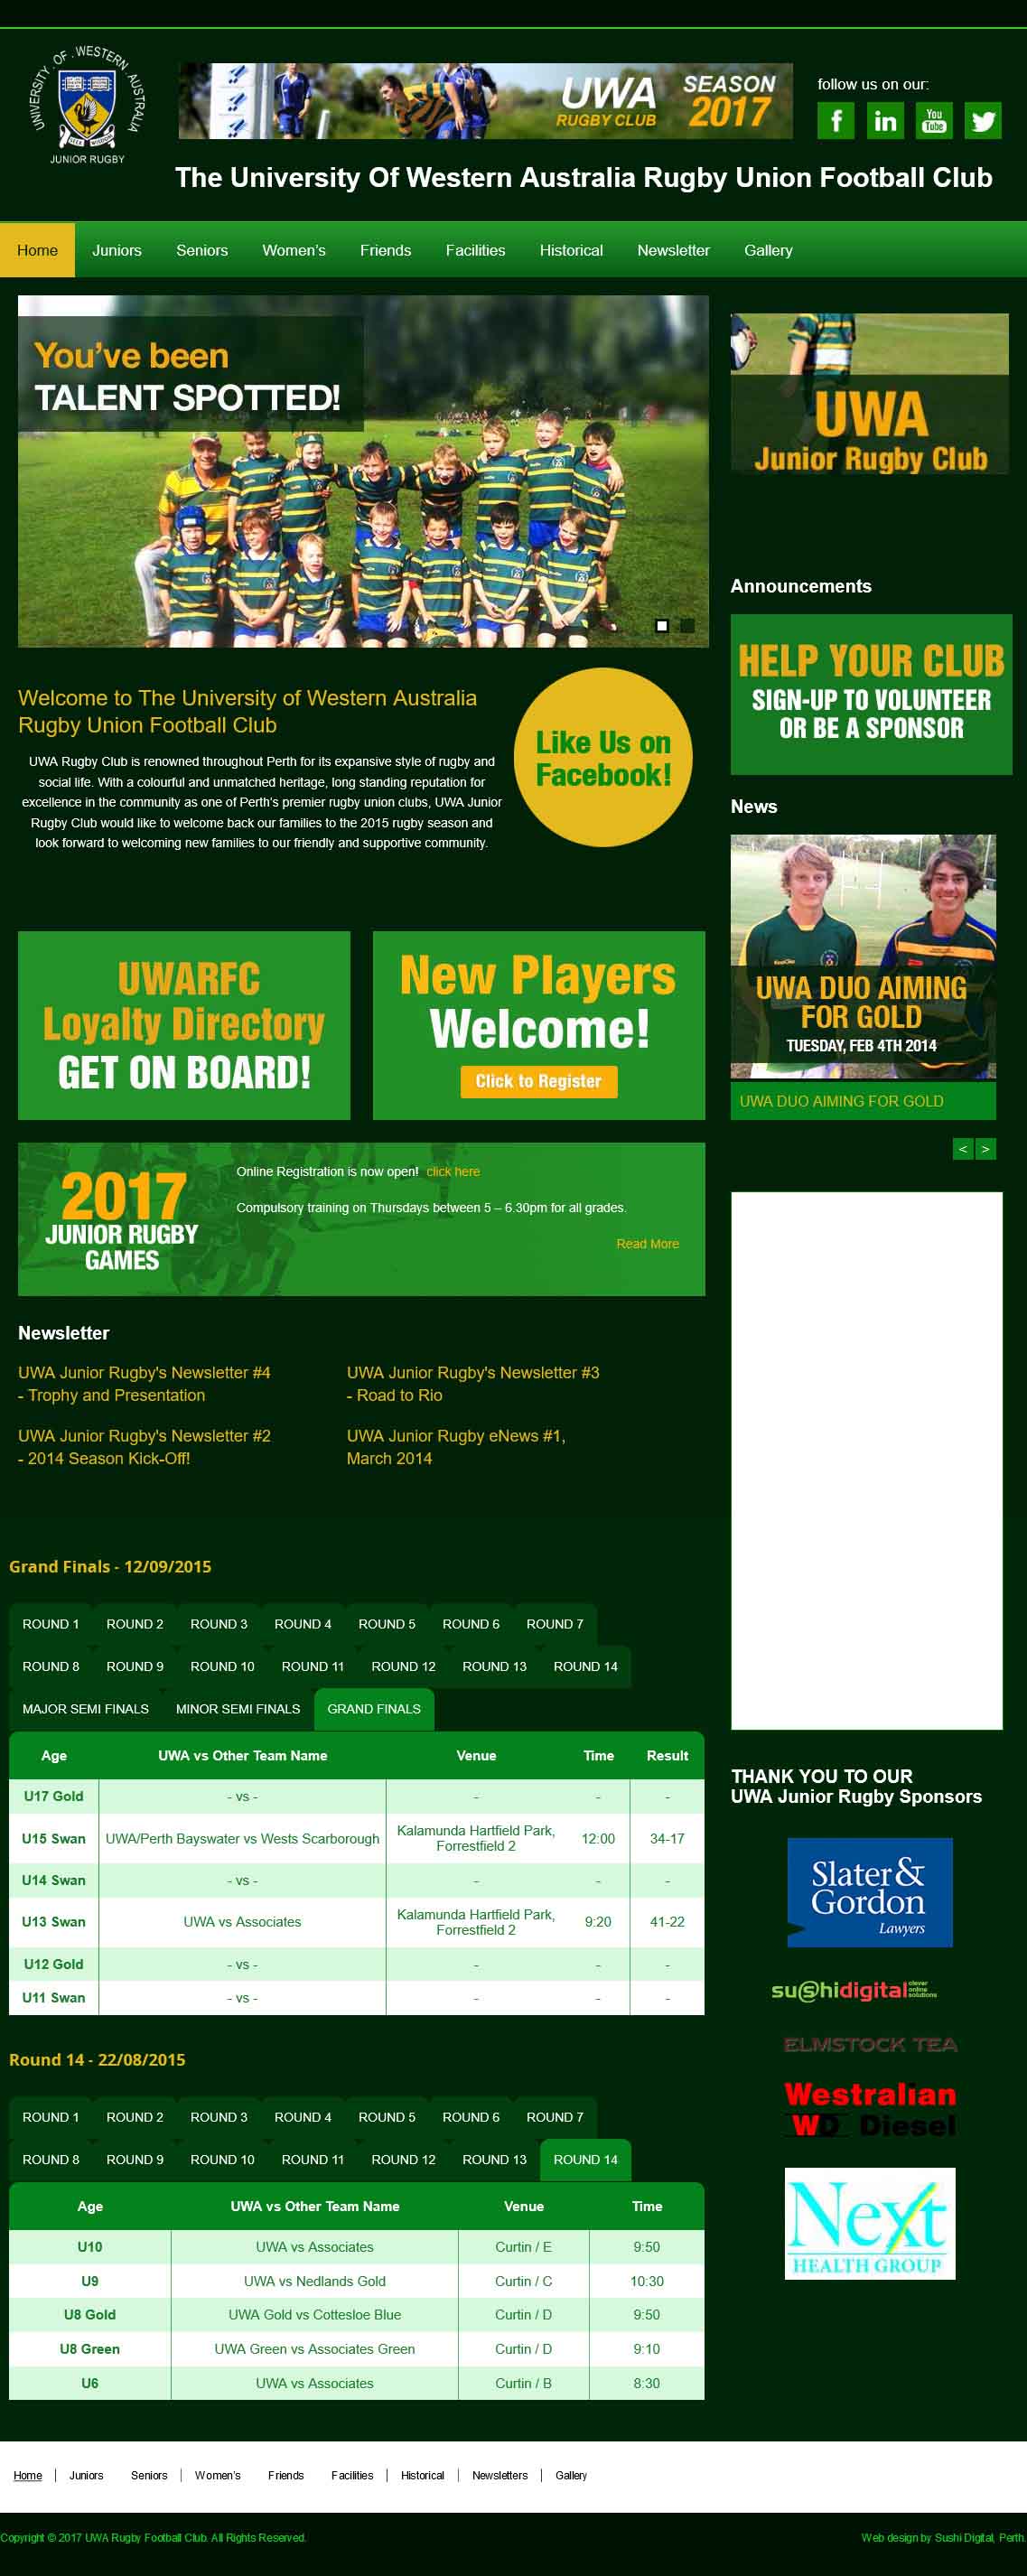 UNIVERSITY . OF . WESTERN . AUSTRALIA
JUNIOR RUGBY
UWA
RUGBY CLUB
SEASON
2017
follow us on our:
f
in
You
Tube
The University Of Western Australia Rugby Union Football Club
Home Juniors Seniors Women's Friends Facilities Historical Newsletter Gallery
You've been
TALENT SPOTTED!
UWA
Junior Rugby Club
Announcements
HELP YOUR CLUB
SIGN-UP TO VOLUNTEER
OR BE A SPONSOR
Welcome to The University of Western Australia
Rugby Union Football Club
UWA Rugby Club is renowned throughout Perth for its expansive style of rugby and
social life. With a colourful and unmatched heritage, long standing reputation for
excellence in the community as one of Perth's premier rugby union clubs, UWA Junior
Rugby Club would like to welcome back our families to the 2015 rugby season and
look forward to welcoming new families to our friendly and supportive community.
Like Us on
Facebook!
News
UWA DUO AIMING
FOR GOLD
TUESDAY, FEB 4TH 2014
UWA DUO AIMING FOR GOLD
< >
UWARFC
Loyalty Directory
GET ON BOARD!
New Players
Welcome!
Click to Register
2017
JUNIOR RUGBY
GAMES
Online Registration is now open! click here
Compulsory training on Thursdays between 5 – 6.30pm for all grades.
Read More
Newsletter
UWA Junior Rugby's Newsletter #4
- Trophy and Presentation
UWA Junior Rugby's Newsletter #3
- Road to Rio
UWA Junior Rugby's Newsletter #2
- 2014 Season Kick-Off!
UWA Junior Rugby eNews #1,
March 2014
Grand Finals - 12/09/2015
ROUND 1 ROUND 2 ROUND 3 ROUND 4 ROUND 5 ROUND 6 ROUND 7
ROUND 8 ROUND 9 ROUND 10 ROUND 11 ROUND 12 ROUND 13 ROUND 14
MAJOR SEMI FINALS MINOR SEMI FINALS GRAND FINALS
Age UWA vs Other Team Name Venue Time Result
U17 Gold - vs - - - -
U15 Swan UWA/Perth Bayswater vs Wests Scarborough Kalamunda Hartfield Park, 12:00 34-17
Forrestfield 2
U14 Swan - vs - - - -
U13 Swan UWA vs Associates Kalamunda Hartfield Park, 9:20 41-22
Forrestfield 2
U12 Gold - vs - - - -
U11 Swan - vs - - - -
Round 14 - 22/08/2015
ROUND 1 ROUND 2 ROUND 3 ROUND 4 ROUND 5 ROUND 6 ROUND 7
ROUND 8 ROUND 9 ROUND 10 ROUND 11 ROUND 12 ROUND 13 ROUND 14
Age UWA vs Other Team Name Venue Time
U10 UWA vs Associates Curtin / E 9:50
U9 UWA vs Nedlands Gold Curtin / C 10:30
U8 Gold UWA Gold vs Cottesloe Blue Curtin / D 9:50
U8 Green UWA Green vs Associates Green Curtin / D 9:10
U6 UWA vs Associates Curtin / B 8:30
THANK YOU TO OUR
UWA Junior Rugby Sponsors
Slater &
Gordon
Lawyers
sushidigital clever
online
solutions
ELMSTOCK TEA
Westralian
WD Diesel
Next
HEALTH GROUP
Home Juniors Seniors Women's Friends Facilities Historical Newsletters Gallery
Copyright © 2017 UWA Rugby Football Club. All Rights Reserved.
Web design by Sushi Digital, Perth.